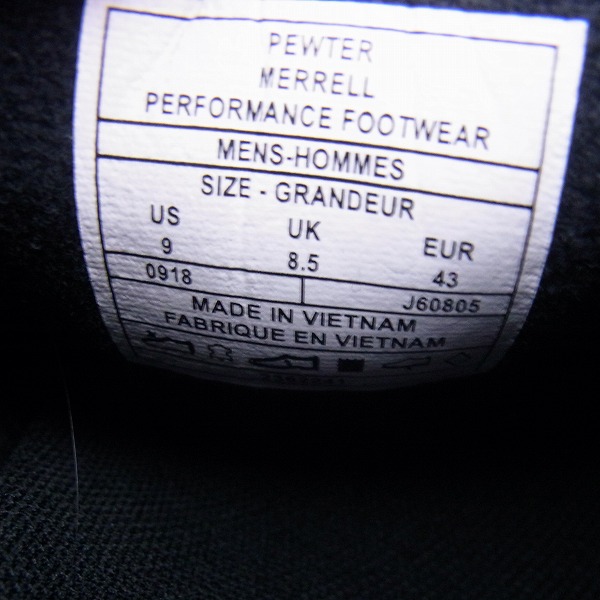 PEWTER
MERRELL
PERFORMANCE FOOTWEAR
MENS-HOMMES
SIZE - GRANDEUR
US UK EUR
9 8.5 43
0918 J60805
MADE IN VIETNAM
FABRIQUE EN VIETNAM